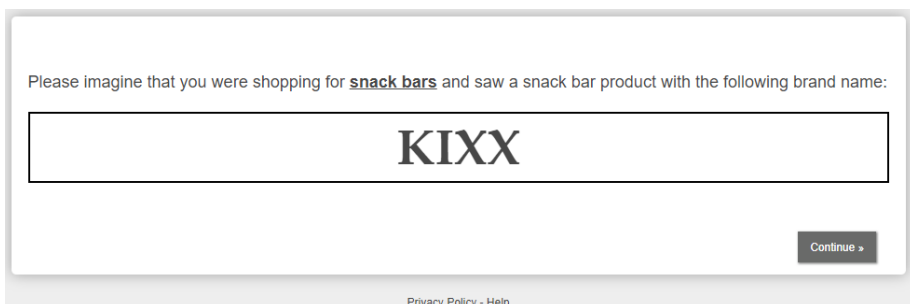 Please imagine that you were shopping for snack bars and saw a snack bar product with the following brand name:
KIXX
Continue »
Privacy Policy - Help